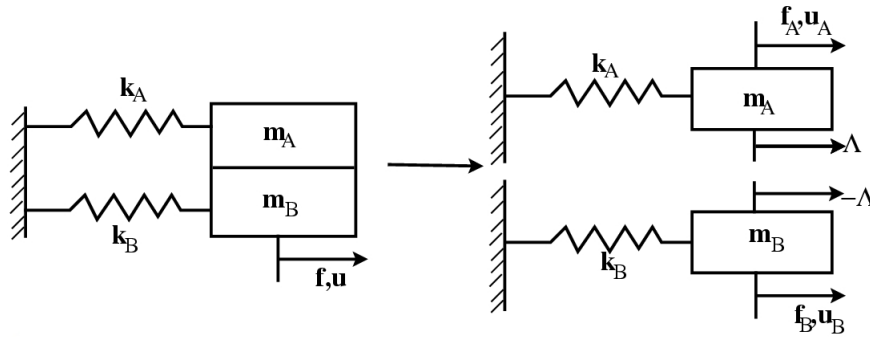 k_A
m_A
m_B
k_B
f,u
f_A,u_A
k_A
m_A
Λ
−Λ
m_B
k_B
f_B,u_B